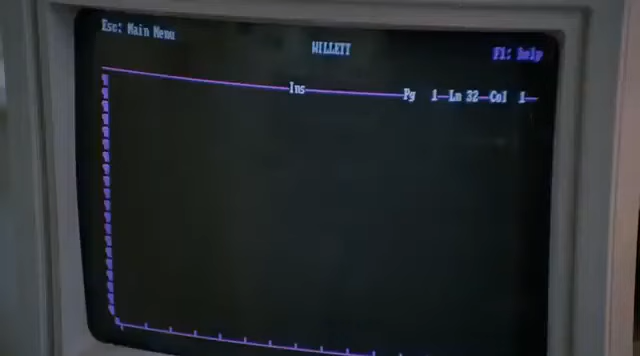 Esc: Main Menu
WILLETT
F1: help
Ins Pg 1 Ln 32 Col 1